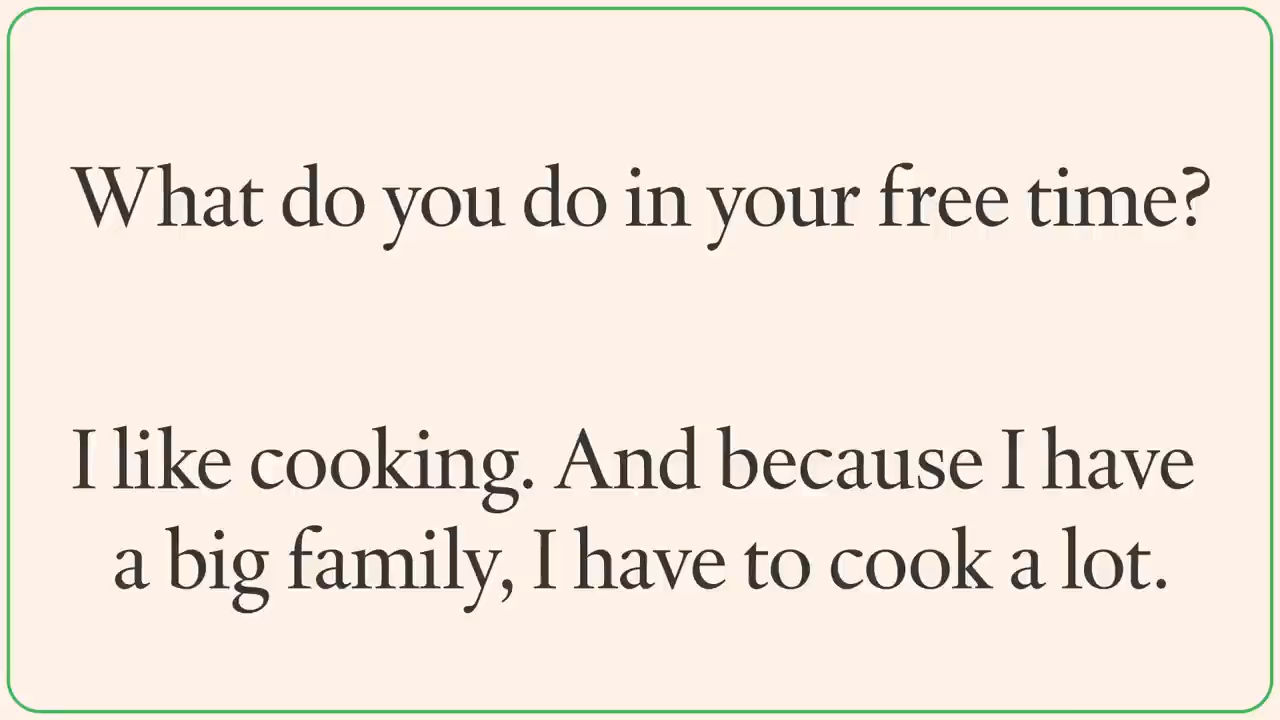 What do you do in your free time?
I like cooking. And because I have
a big family, I have to cook a lot.